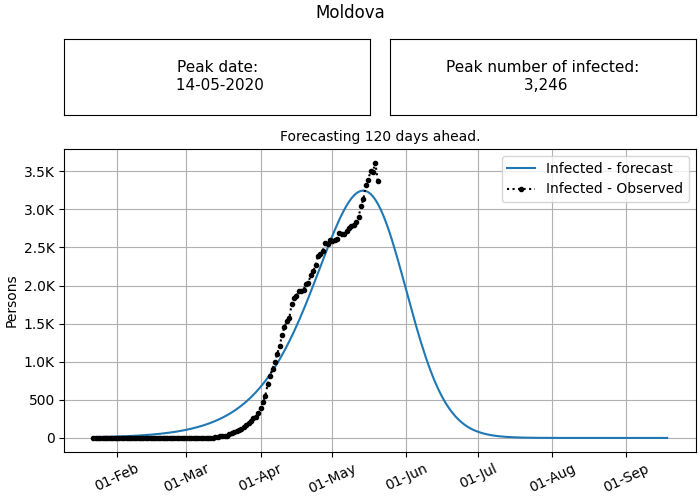 Moldova
Peak date:
14-05-2020
Peak number of infected:
3,246
Forecasting 120 days ahead.
Infected - forecast
Infected - Observed
Persons
3.5K
3.0K
2.5K
2.0K
1.5K
1.0K
500
0
01-Feb
01-Mar
01-Apr
01-May
01-Jun
01-Jul
01-Aug
01-Sep